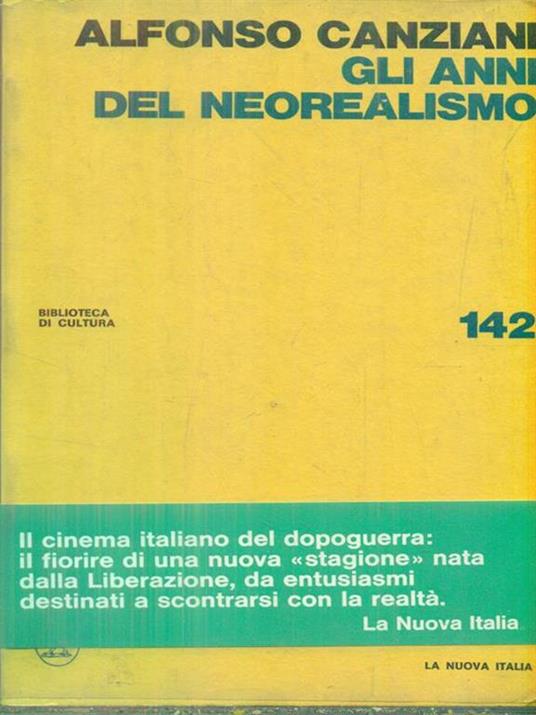 ALFONSO CANZIANI
GLI ANNI
DEL NEOREALISMO
BIBLIOTECA
DI CULTURA
142
Il cinema italiano del dopoguerra:
il fiorire di una nuova «stagione» nata
dalla Liberazione, da entusiasmi
destinati a scontrarsi con la realtà.
La Nuova Italia
LA NUOVA ITALIA